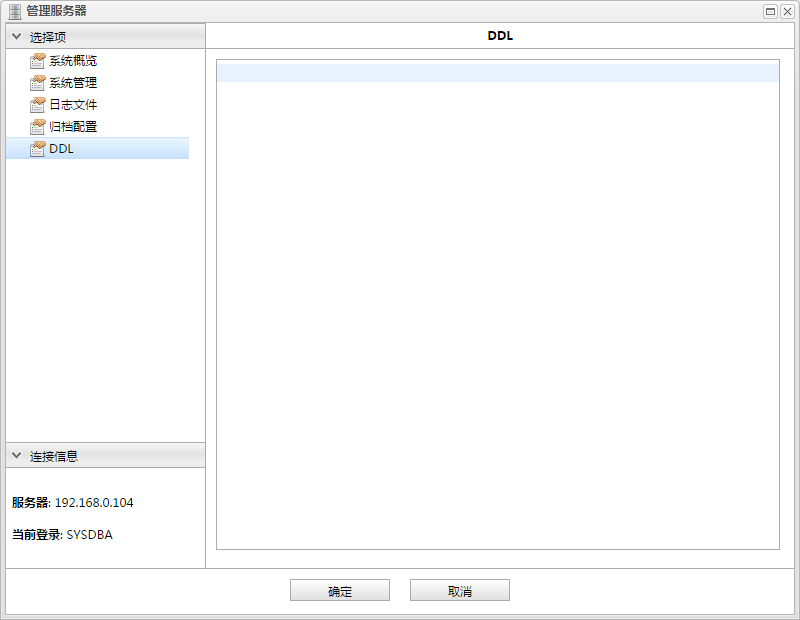 管理服务器
选择项
系统概览
系统管理
日志文件
归档配置
DDL
连接信息
服务器: 192.168.0.104
当前登录: SYSDBA
DDL
确定
取消